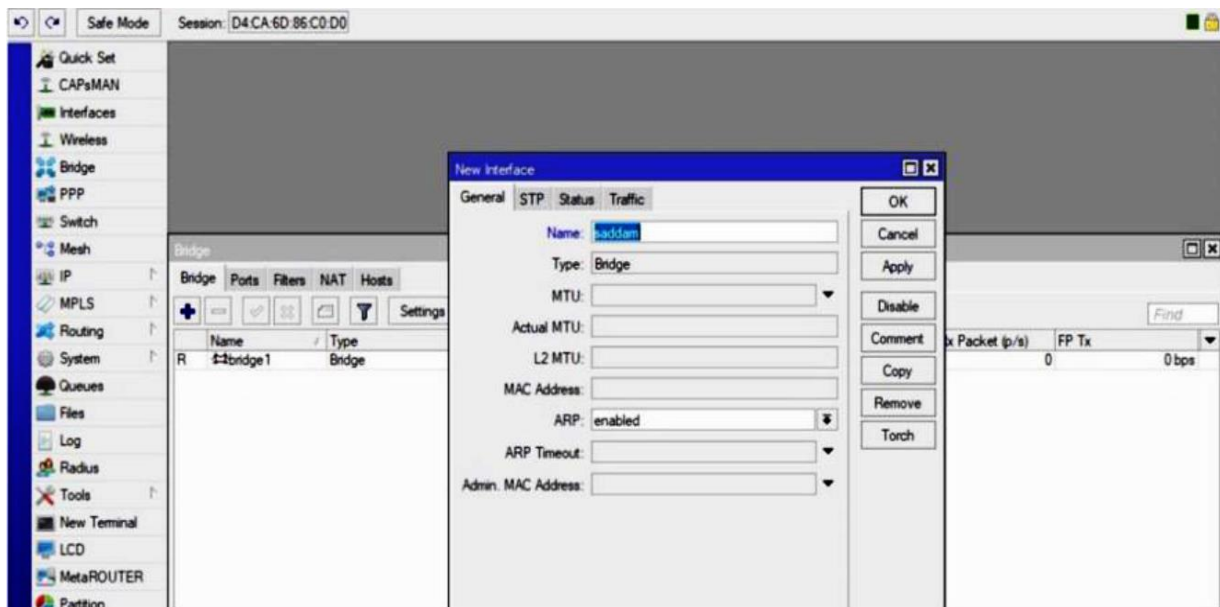 Safe Mode Session: D4:CA:6D:86:C0:D0
Quick Set
CAPsMAN
Interfaces
Wireless
Bridge
PPP
Switch
Mesh
IP
MPLS
Routing
System
Queues
Files
Log
Radius
Tools
New Terminal
LCD
MetaROUTER
Partition
Bridge
Bridge Ports Filters NAT Hosts
Settings
Find
Name Type x Packet (p/s) FP Tx
R bridge1 Bridge 0 0 bps
New Interface
General STP Status Traffic
Name: saddam
Type: Bridge
MTU:
Actual MTU:
L2 MTU:
MAC Address:
ARP: enabled
ARP Timeout:
Admin. MAC Address:
OK
Cancel
Apply
Disable
Comment
Copy
Remove
Torch